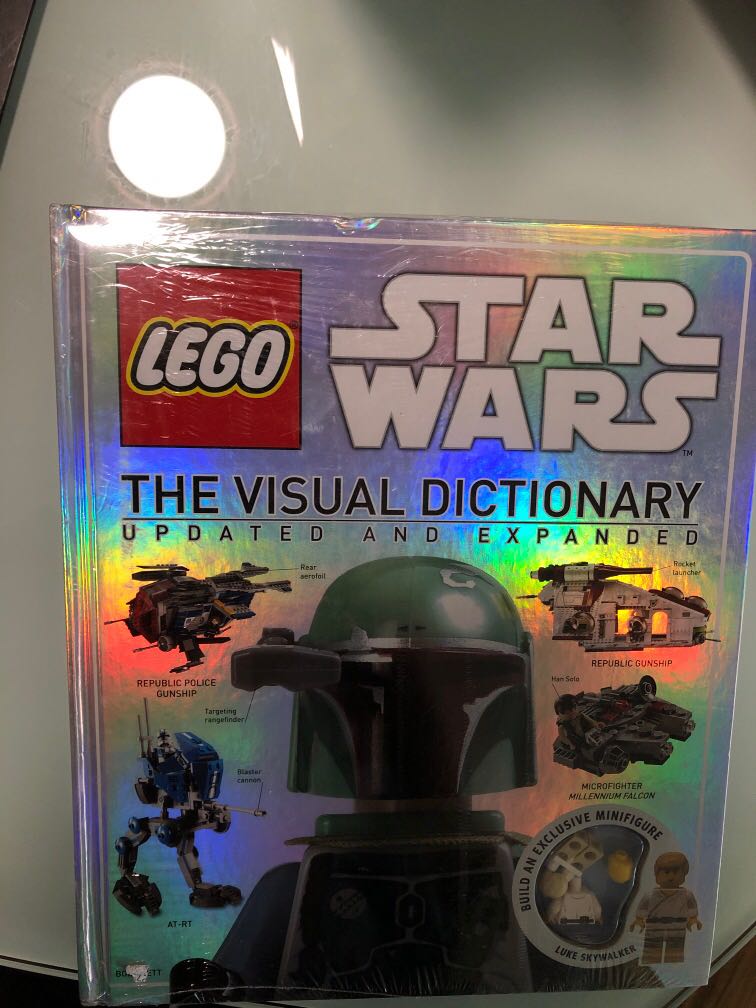 LEGO
STAR
WARS
™
THE VISUAL DICTIONARY
UPDATED AND EXPANDED
Rear
aerofoil
Rocket
launcher
REPUBLIC POLICE
GUNSHIP
REPUBLIC GUNSHIP
Han Solo
Targeting
rangefinder
Blaster
cannon
MICROFIGHTER
MILLENNIUM FALCON
BUILD AN EXCLUSIVE MINIFIGURE
LUKE SKYWALKER
AT-RT